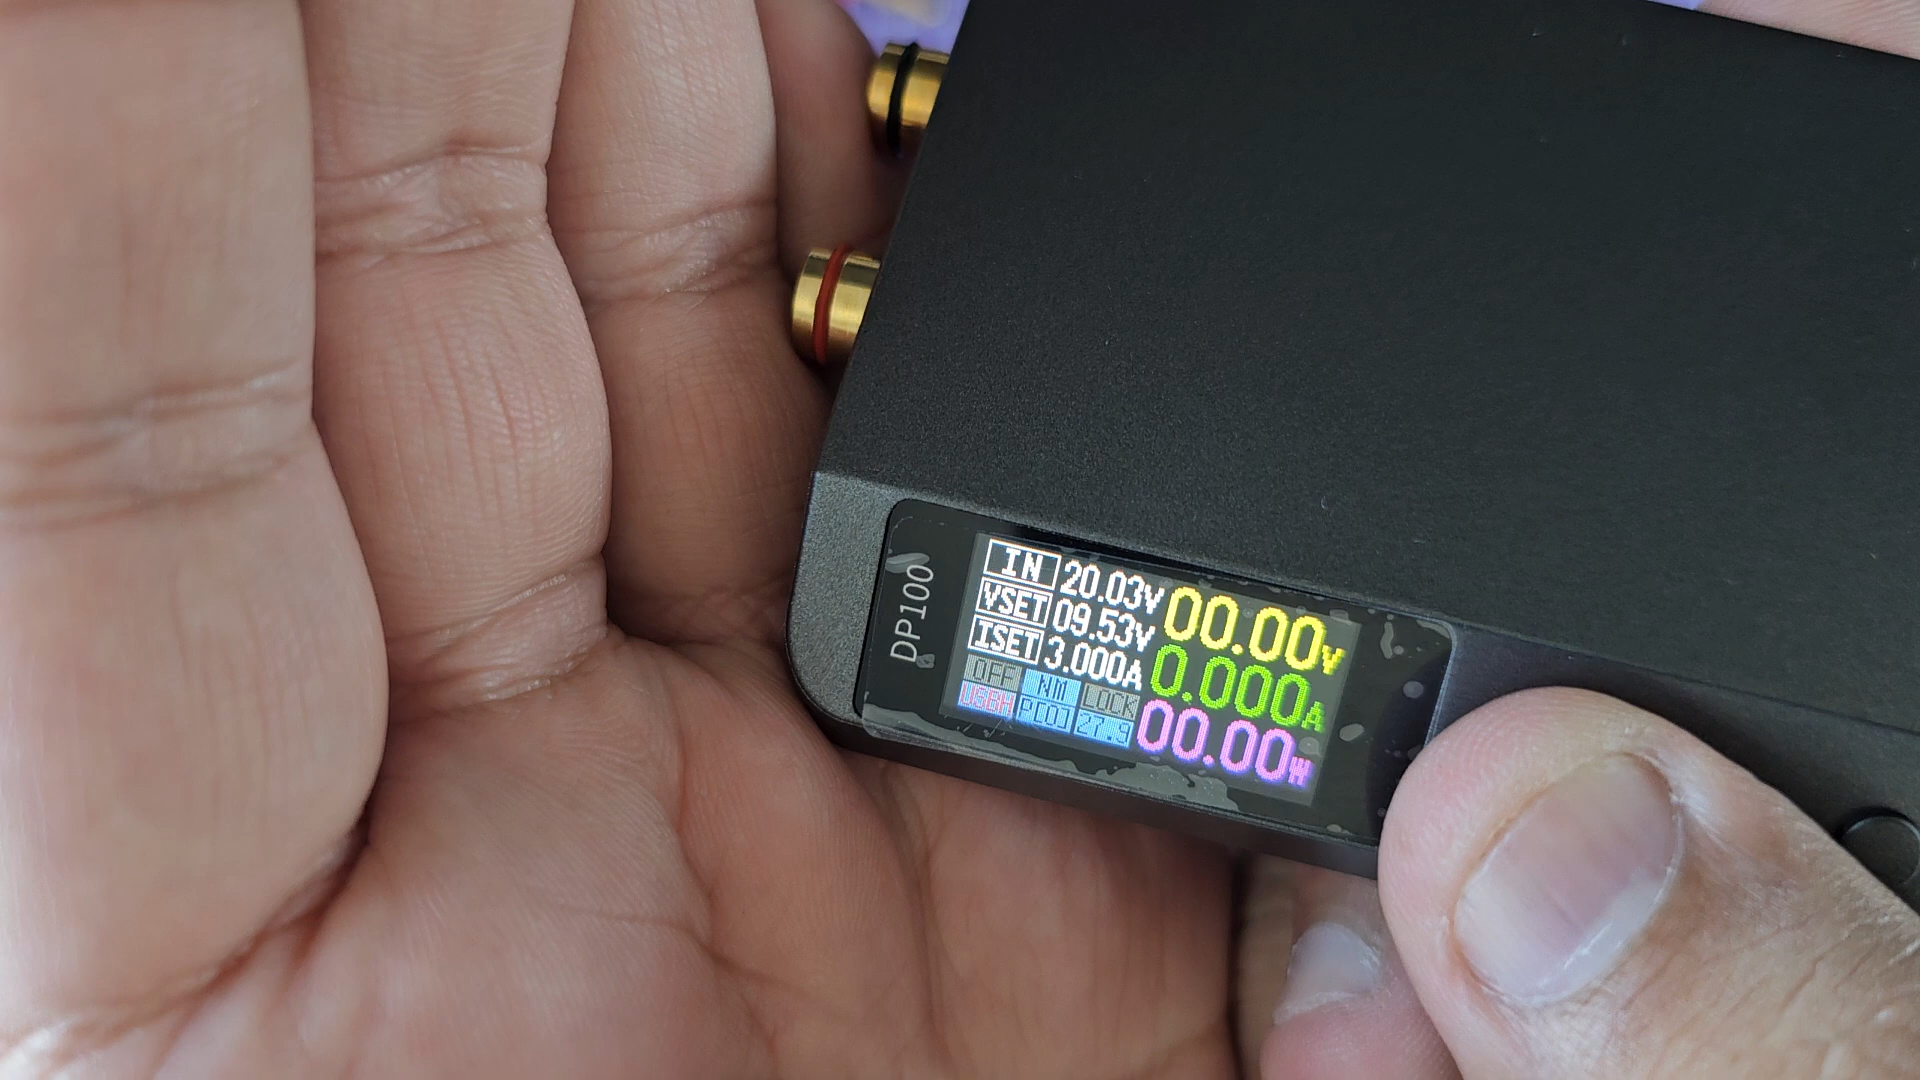 DP100
IN 20.03V
VSET 09.53V
ISET 3.000A
OFF NM LOCK
USBH P[O] 27.9
00.00V
0.000A
00.00W